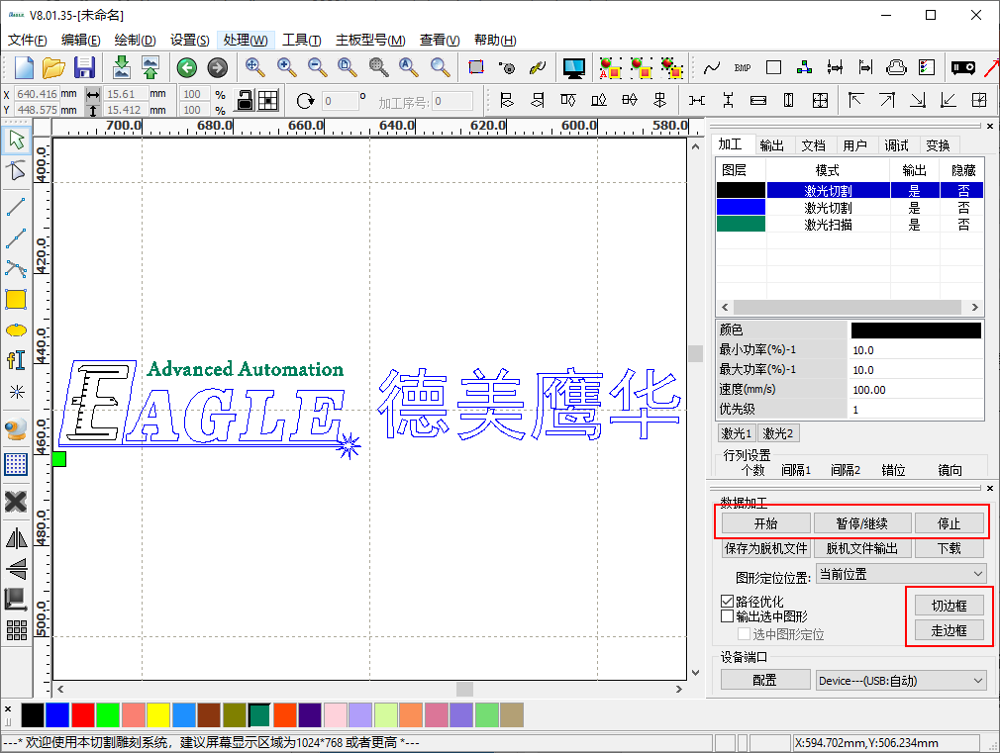 V8.01.35-[未命名]
文件(F) 编辑(E) 绘制(D) 设置(S) 处理(W) 工具(T) 主板型号(M) 查看(V) 帮助(H)
BMP
X 640.416 mm 15.61 mm 100 %
Y 448.575 mm 15.412 mm 100 %
0 ° 加工序号: 0
700.0 680.0 660.0 640.0 620.0 600.0 580.0
400.0
420.0
440.0
460.0
480.0
500.0
Advanced Automation
EAGLE 德美鹰华
加工 输出 文档 用户 调试 变换
图层 模式 输出 隐藏
激光切割 是 否
激光切割 是 否
激光扫描 是 否
颜色
最小功率(%)-1 10.0
最大功率(%)-1 10.0
速度(mm/s) 100.00
优先级 1
激光1 激光2
行列设置
个数 间隔1 间隔2 错位 镜向
数据加工
开始 暂停/继续 停止
保存为脱机文件 脱机文件输出 下载
图形定位位置: 当前位置
路径优化
输出选中图形
选中图形定位
切边框
走边框
设备端口
配置 Device---(USB:自动)
---* 欢迎使用本切割雕刻系统，建议屏幕显示区域为1024*768 或者更高 *---
X:594.702mm,Y:506.234mm